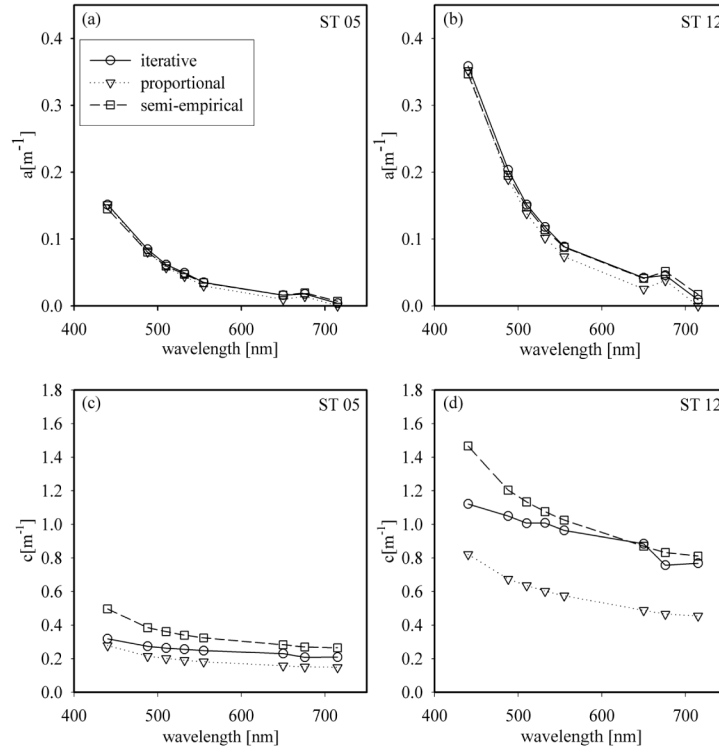 (a)
ST 05
0.4
0.3
0.2
0.1
0.0
a[m⁻¹]
iterative
proportional
semi-empirical
400
500
600
700
wavelength [nm]
(b)
ST 12
0.4
0.3
0.2
0.1
0.0
a[m⁻¹]
400
500
600
700
wavelength [nm]
(c)
ST 05
1.8
1.6
1.4
1.2
1.0
0.8
0.6
0.4
0.2
0.0
c[m⁻¹]
400
500
600
700
wavelength [nm]
(d)
ST 12
1.8
1.6
1.4
1.2
1.0
0.8
0.6
0.4
0.2
0.0
c[m⁻¹]
400
500
600
700
wavelength [nm]